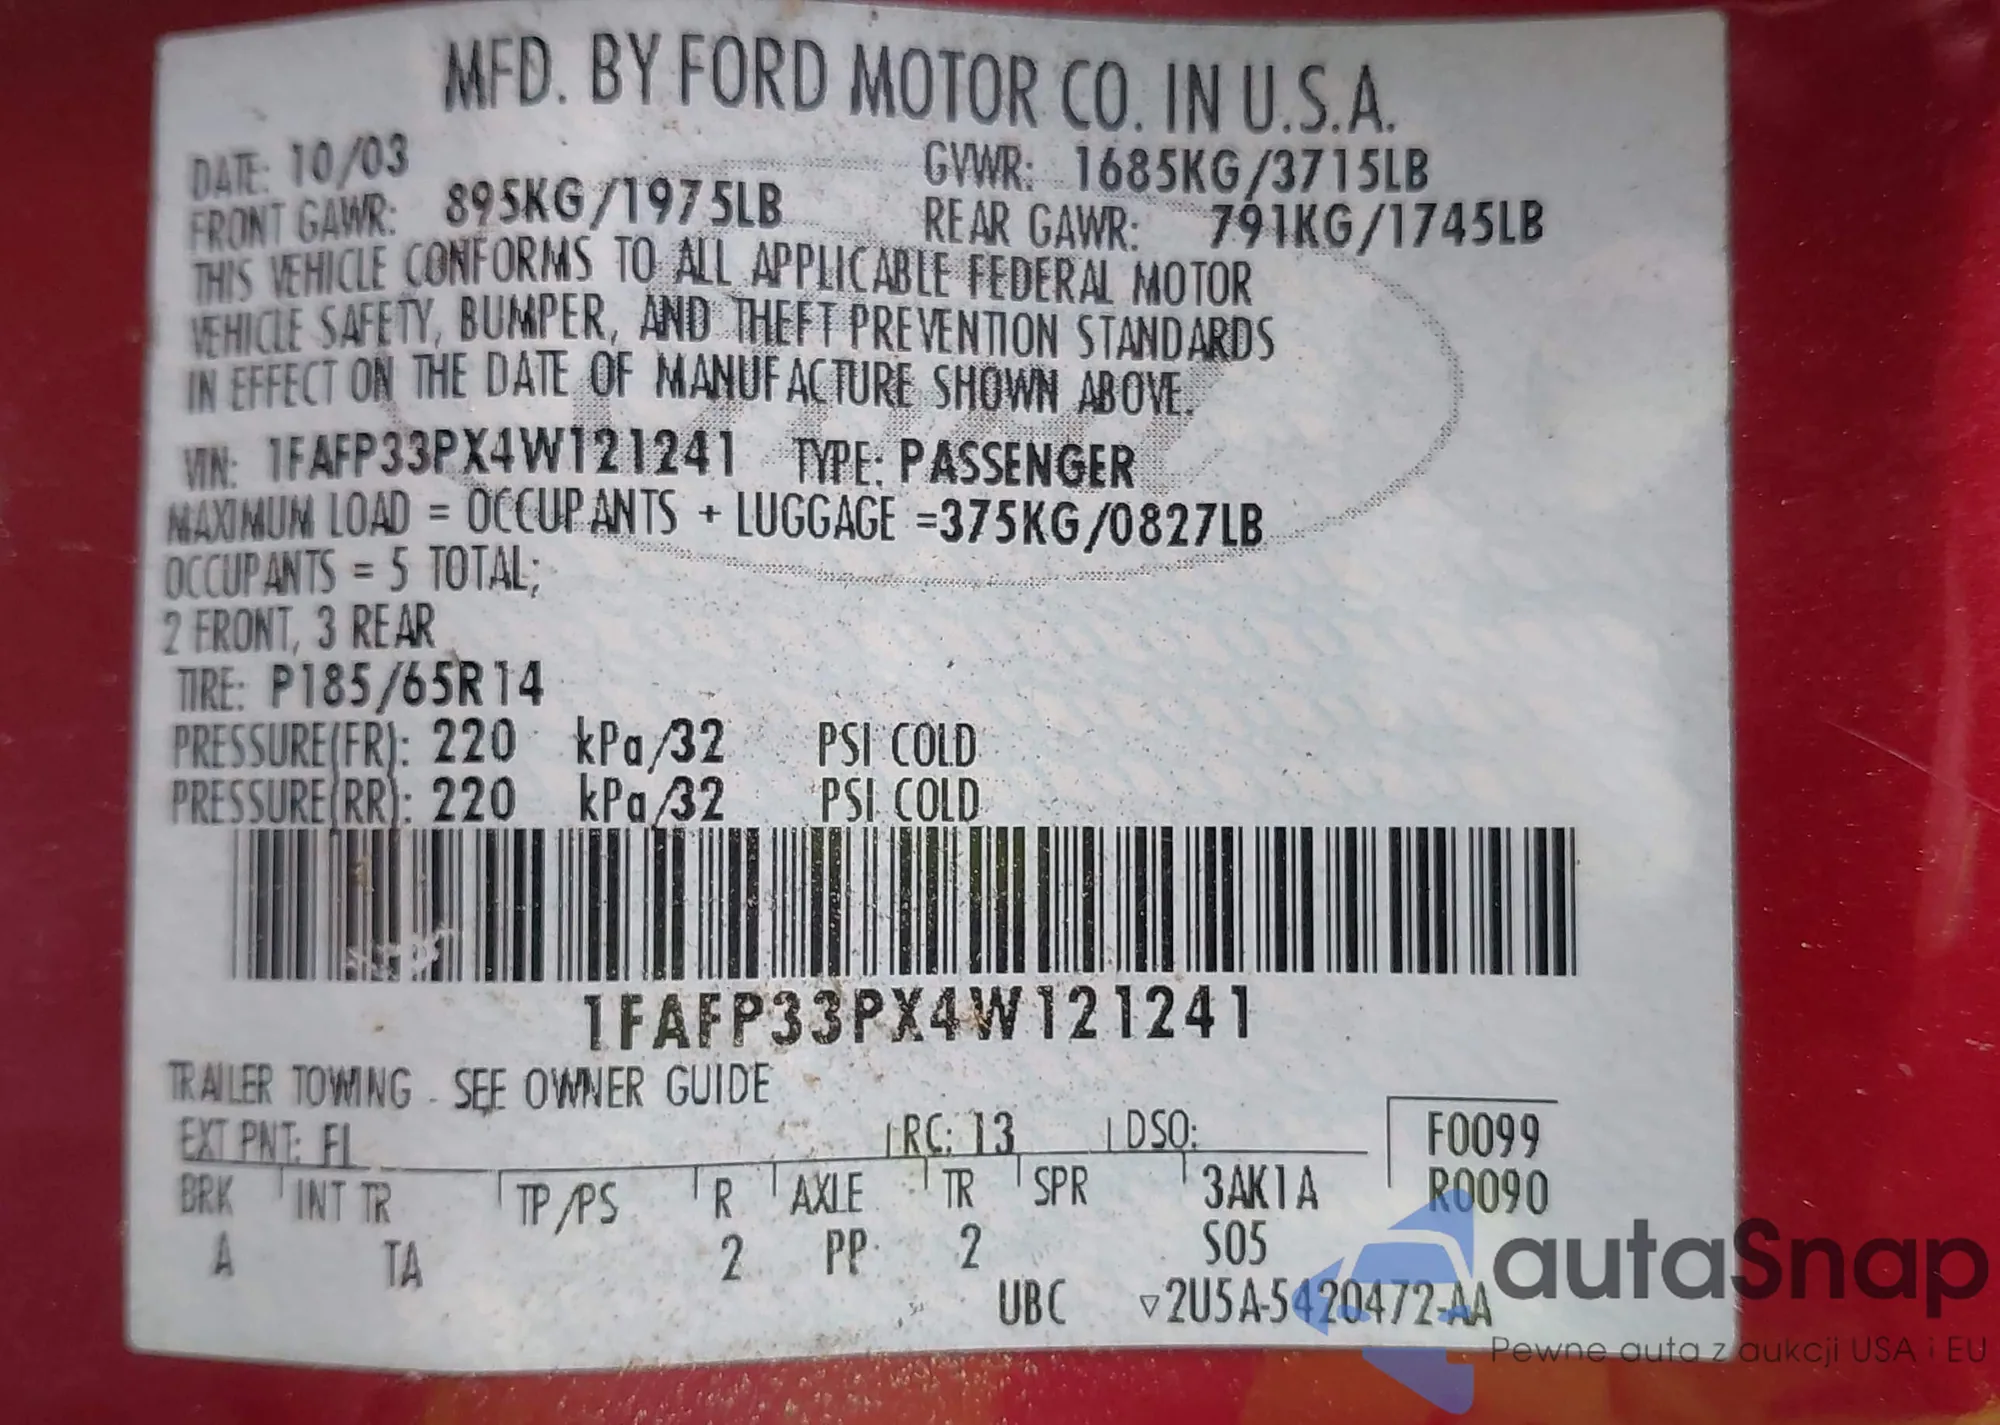 MFD. BY FORD MOTOR CO. IN U.S.A.
DATE: 10/03 GVWR: 1685KG/3715LB
FRONT GAWR: 895KG/1975LB REAR GAWR: 791KG/1745LB
THIS VEHICLE CONFORMS TO ALL APPLICABLE FEDERAL MOTOR
VEHICLE SAFETY, BUMPER, AND THEFT PREVENTION STANDARDS
IN EFFECT ON THE DATE OF MANUFACTURE SHOWN ABOVE.
VIN: 1FAFP33PX4W121241 TYPE: PASSENGER
MAXIMUM LOAD = OCCUPANTS + LUGGAGE =375KG/0827LB
OCCUPANTS = 5 TOTAL;
2 FRONT, 3 REAR
TIRE: P185/65R14
PRESSURE(FR): 220 kPa/32 PSI COLD
PRESSURE(RR): 220 kPa/32 PSI COLD
1FAFP33PX4W121241
TRAILER TOWING - SEE OWNER GUIDE
EXT PNT: FL RC: 13 DSO: F0099
BRK INT TR TP/PS R AXLE TR SPR 3AK1A R0090
A TA 2 PP 2 S05
UBC ▽2U5A-5420472-AA
autaSnap
Pewne auta z aukcji USA i EU